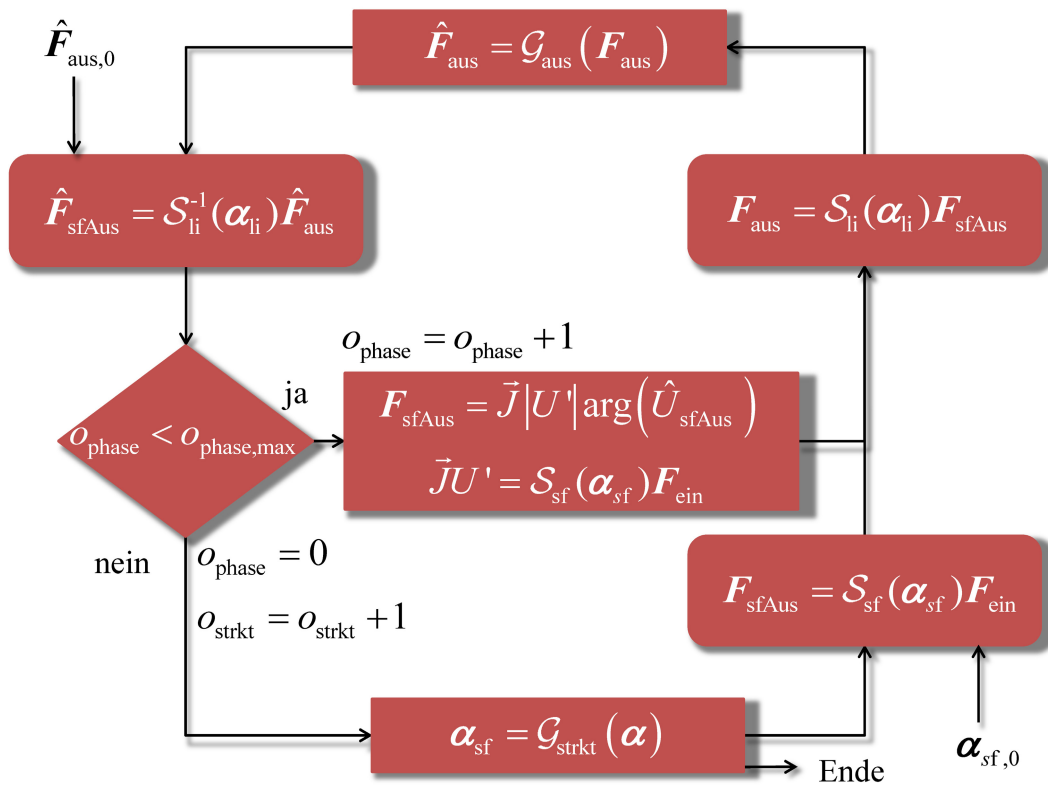 F̂_aus,0
F̂_aus = 𝒢_aus(F_aus)
F̂_sfAus = 𝒮_li^-1(α_li)F̂_aus
F_aus = 𝒮_li(α_li)F_sfAus
o_phase = o_phase +1
ja
o_phase < o_phase,max
F_sfAus = J⃗|U'|arg(Û_sfAus)
J⃗U' = 𝒮_sf(α_sf)F_ein
nein
o_phase = 0
o_strkt = o_strkt +1
F_sfAus = 𝒮_sf(α_sf)F_ein
α_sf = 𝒢_strkt(α)
α_sf,0
Ende